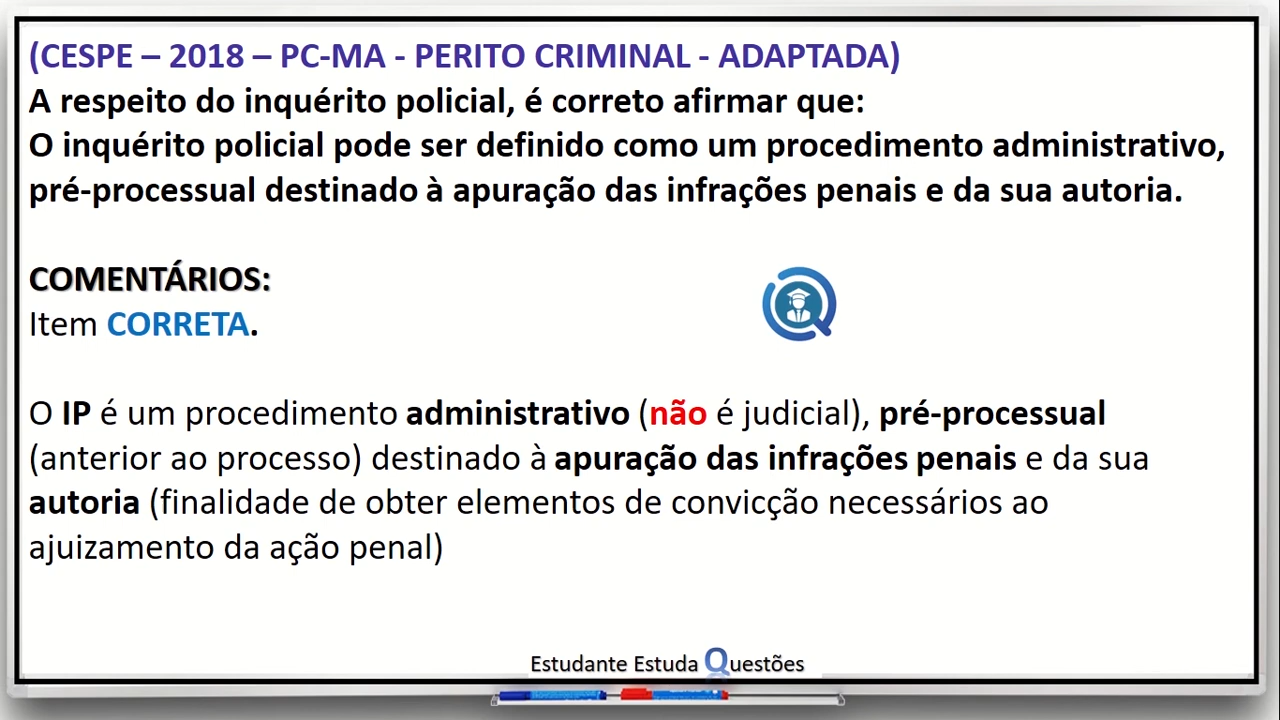 (CESPE – 2018 – PC-MA - PERITO CRIMINAL - ADAPTADA)
A respeito do inquérito policial, é correto afirmar que:
O inquérito policial pode ser definido como um procedimento administrativo,
pré-processual destinado à apuração das infrações penais e da sua autoria.
COMENTÁRIOS:
Item CORRETA.
O IP é um procedimento administrativo (não é judicial), pré-processual
(anterior ao processo) destinado à apuração das infrações penais e da sua
autoria (finalidade de obter elementos de convicção necessários ao
ajuizamento da ação penal)
Estudante Estuda Questões